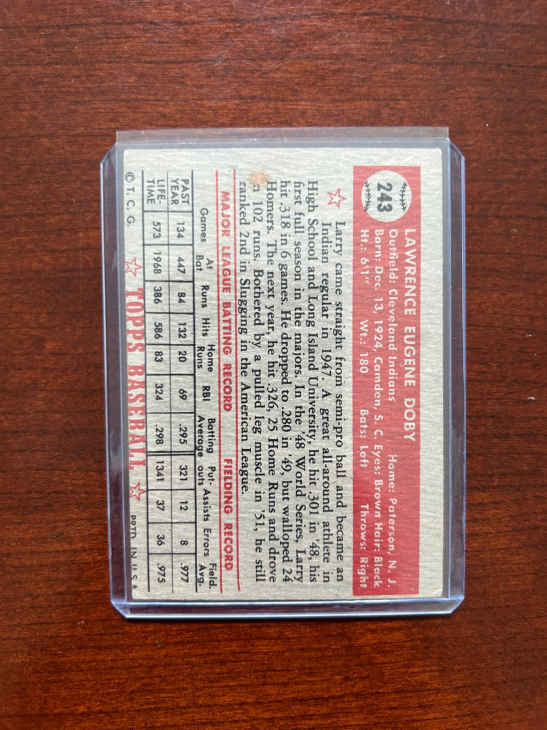 243
LAWRENCE EUGENE DOBY
Outfield: Cleveland Indians Home: Paterson, N. J.
Born: Dec. 13, 1924, Camden, S. C. Eyes: Brown Hair: Black
Ht.: 6'1" Wt.: 180 Bats: Left Throws: Right
Larry came straight from semi-pro ball and became an
Indian regular in 1947. A great all-around athlete in
High School and Long Island University, he hit .301 in '48, his
first full season in the majors. In the '48 World Series, Larry
hit .318 in 6 games. He dropped to .280 in '49, but walloped 24
Homers. The next year, he hit .326, 25 Home Runs and drove
in 102 runs. Bothered by a pulled leg muscle in '51, he still
ranked 2nd in Slugging in the American League.
MAJOR LEAGUE BATTING RECORD FIELDING RECORD
Games At Bat Runs Hits Home Runs RBI Batting Average Put-outs Assists Errors Field. Avg.
PAST YEAR 134 447 84 132 20 69 .295 321 12 8 .977
LIFE-TIME 573 1968 386 586 83 324 .298 1341 37 36 .975
© T. C. G. TOPPS BASEBALL PRTD. IN U.S.A.